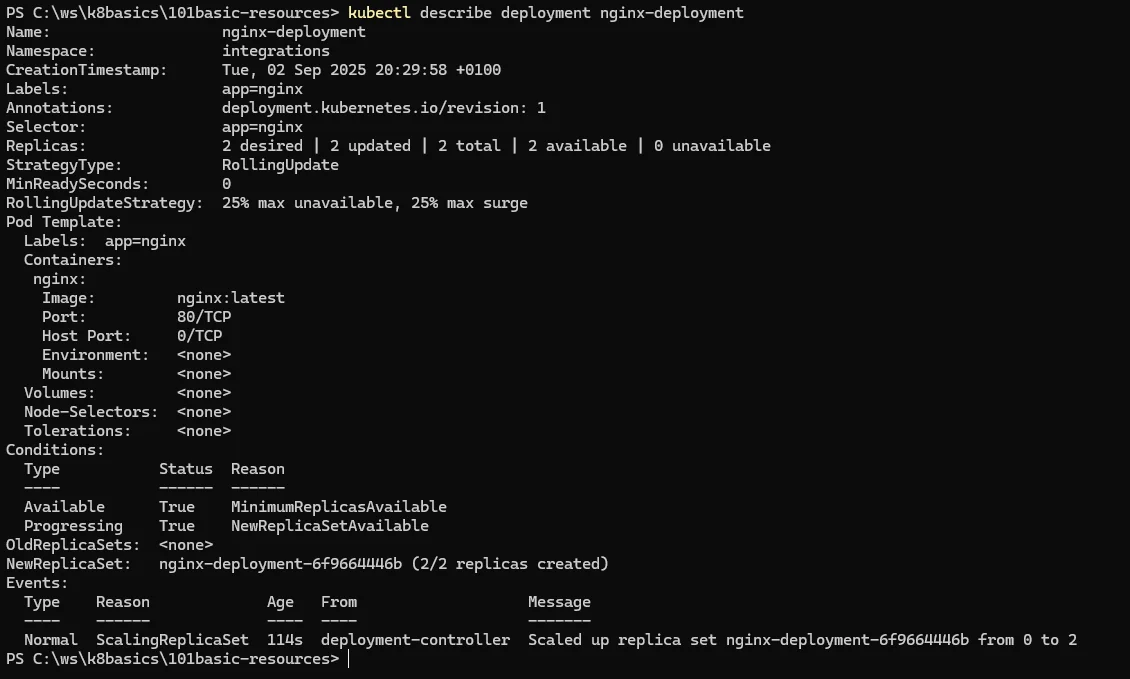 PS C:\ws\k8basics\101basic-resources> kubectl describe deployment nginx-deployment
Name:                   nginx-deployment
Namespace:              integrations
CreationTimestamp:      Tue, 02 Sep 2025 20:29:58 +0100
Labels:                 app=nginx
Annotations:            deployment.kubernetes.io/revision: 1
Selector:               app=nginx
Replicas:               2 desired | 2 updated | 2 total | 2 available | 0 unavailable
StrategyType:           RollingUpdate
MinReadySeconds:        0
RollingUpdateStrategy:  25% max unavailable, 25% max surge
Pod Template:
  Labels:  app=nginx
  Containers:
   nginx:
    Image:         nginx:latest
    Port:          80/TCP
    Host Port:     0/TCP
    Environment:   <none>
    Mounts:        <none>
  Volumes:         <none>
  Node-Selectors:  <none>
  Tolerations:     <none>
Conditions:
  Type           Status  Reason
  ----           ------  ------
  Available      True    MinimumReplicasAvailable
  Progressing    True    NewReplicaSetAvailable
OldReplicaSets:  <none>
NewReplicaSet:   nginx-deployment-6f9664446b (2/2 replicas created)
Events:
  Type    Reason             Age   From                   Message
  ----    ------             ----  ----                   -------
  Normal  ScalingReplicaSet  114s  deployment-controller  Scaled up replica set nginx-deployment-6f9664446b from 0 to 2
PS C:\ws\k8basics\101basic-resources>